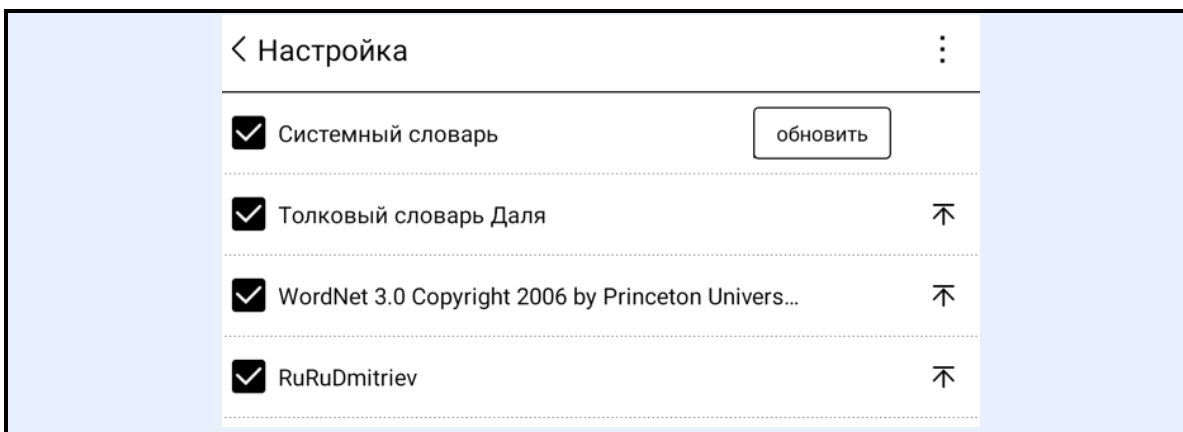 Настройка
Системный словарь обновить
Толковый словарь Даля
WordNet 3.0 Copyright 2006 by Princeton Univers...
RuRuDmitriev